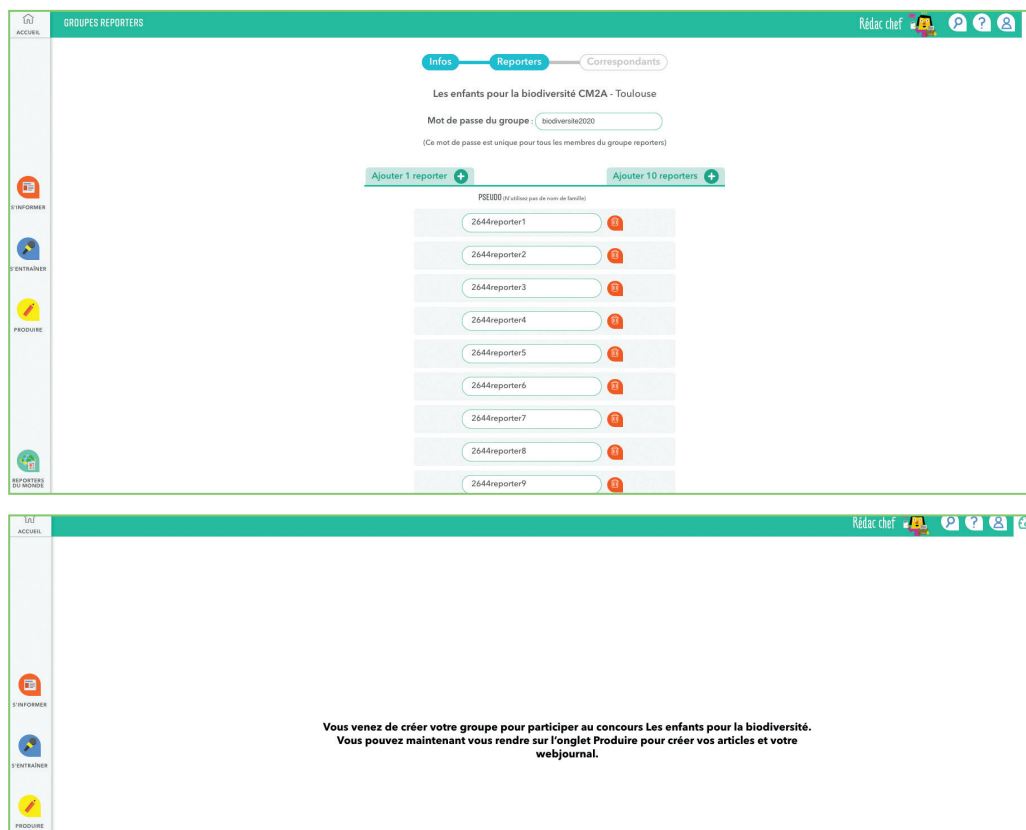 ACCUEIL
GROUPES REPORTERS
Rédac chef
?
Infos
Reporters
Correspondants
Les enfants pour la biodiversité CM2A - Toulouse
Mot de passe du groupe : biodiversite2020
(Ce mot de passe est unique pour tous les membres du groupe reporters)
Ajouter 1 reporter +
Ajouter 10 reporters +
PSEUDO (N'utilisez pas de nom de famille)
2644reporter1
2644reporter2
2644reporter3
2644reporter4
2644reporter5
2644reporter6
2644reporter7
2644reporter8
2644reporter9
S'INFORMER
S'ENTRAÎNER
PRODUIRE
REPORTERS
DU MONDE
ACCUEIL
Rédac chef
?
S'INFORMER
S'ENTRAÎNER
PRODUIRE
Vous venez de créer votre groupe pour participer au concours Les enfants pour la biodiversité.
Vous pouvez maintenant vous rendre sur l'onglet Produire pour créer vos articles et votre
webjournal.